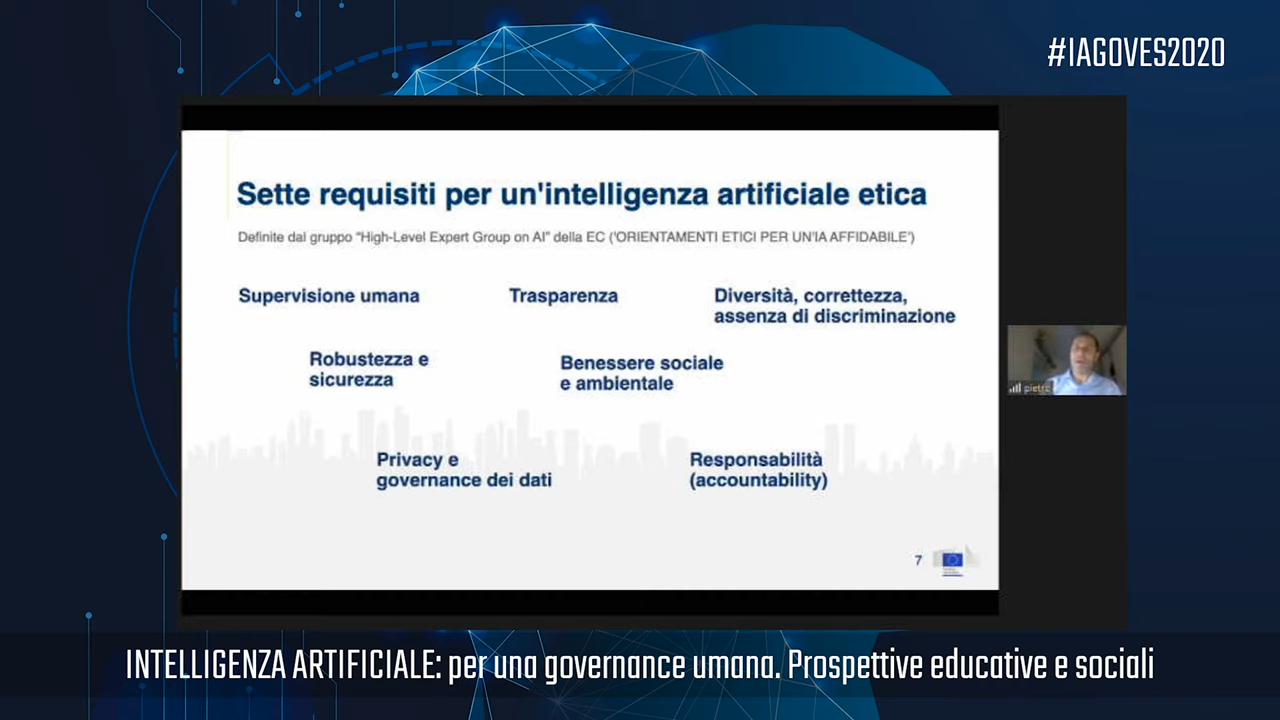 #IAGOVES2020
Sette requisiti per un'intelligenza artificiale etica
Definite dal gruppo “High-Level Expert Group on AI” della EC ('ORIENTAMENTI ETICI PER UN'IA AFFIDABILE')
Supervisione umana
Trasparenza
Diversità, correttezza,
assenza di discriminazione
Robustezza e
sicurezza
Benessere sociale
e ambientale
pietro
Privacy e
governance dei dati
Responsabilità
(accountability)
7
INTELLIGENZA ARTIFICIALE: per una governance umana. Prospettive educative e sociali